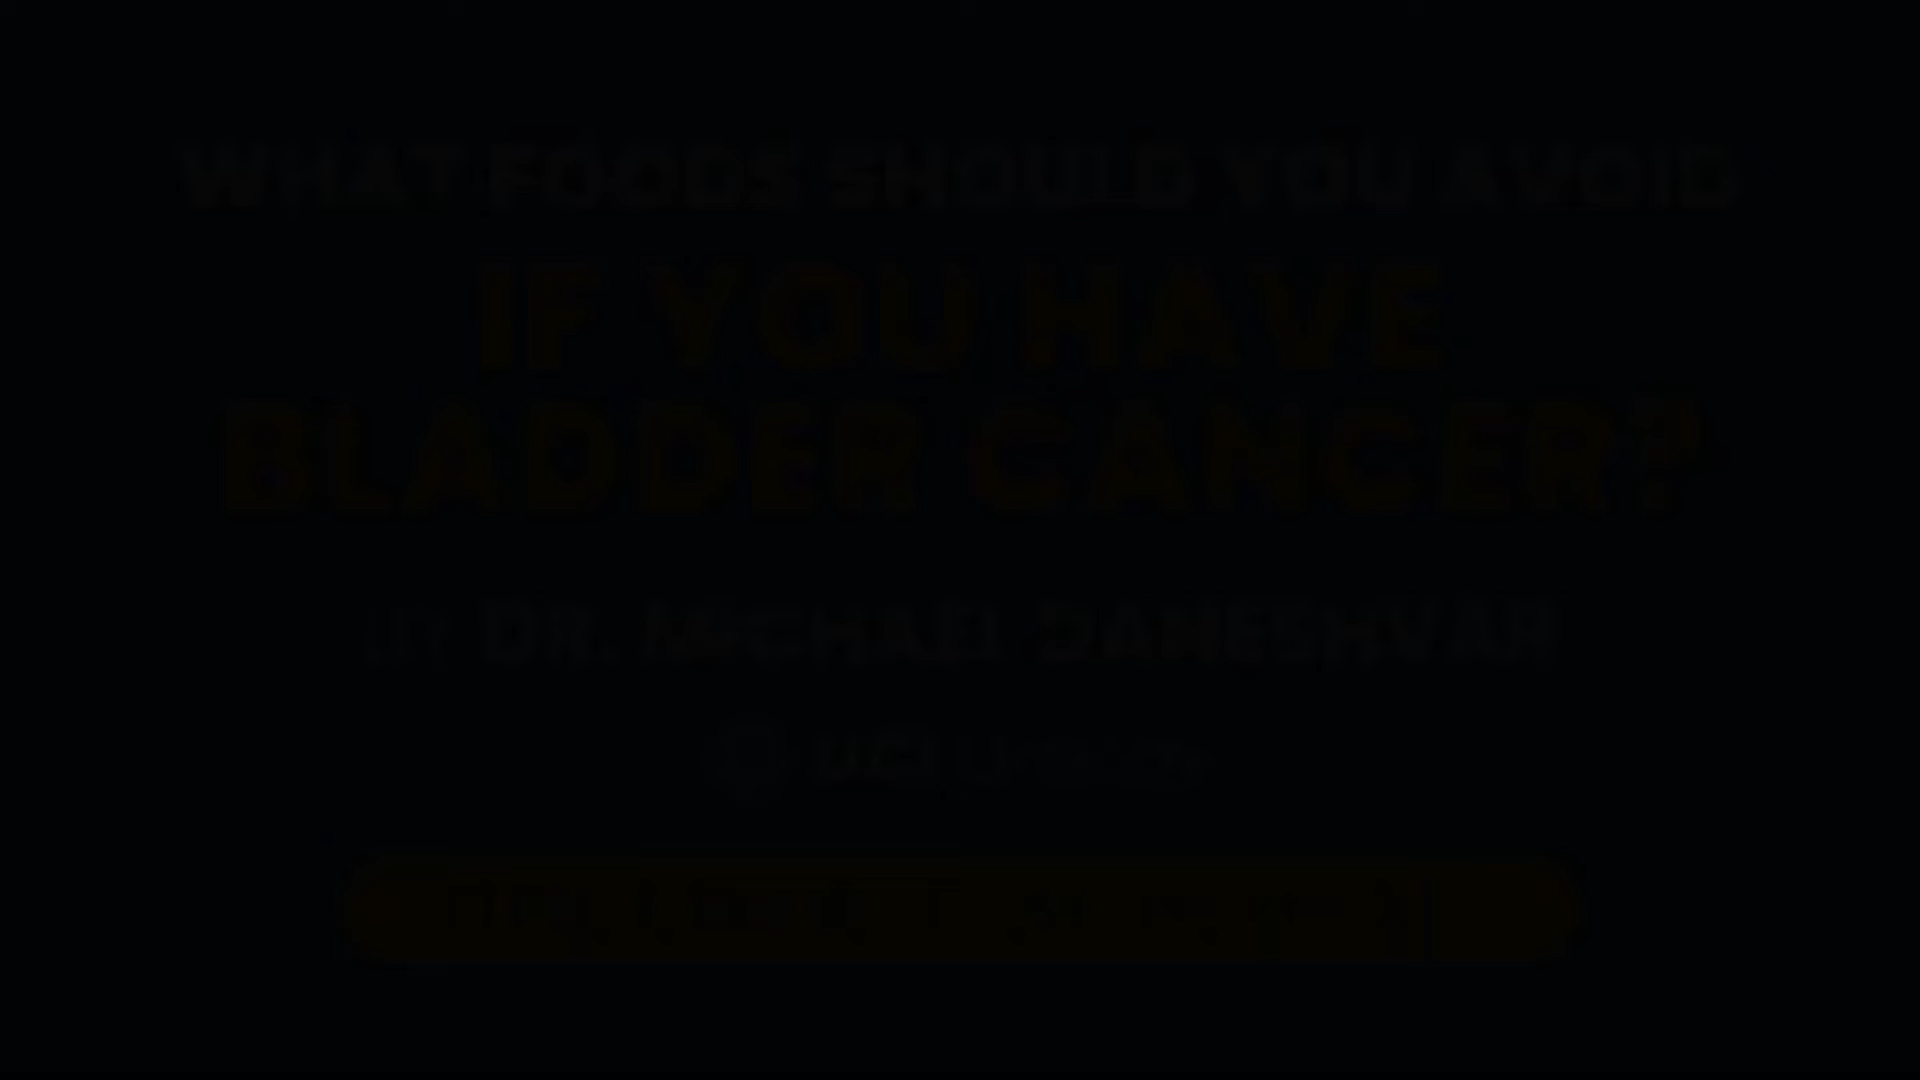 WHAT FOODS SHOULD YOU AVOID
IF YOU HAVE
BLADDER CANCER?
BY DR. MICHAEL DANESHVAR
UCI